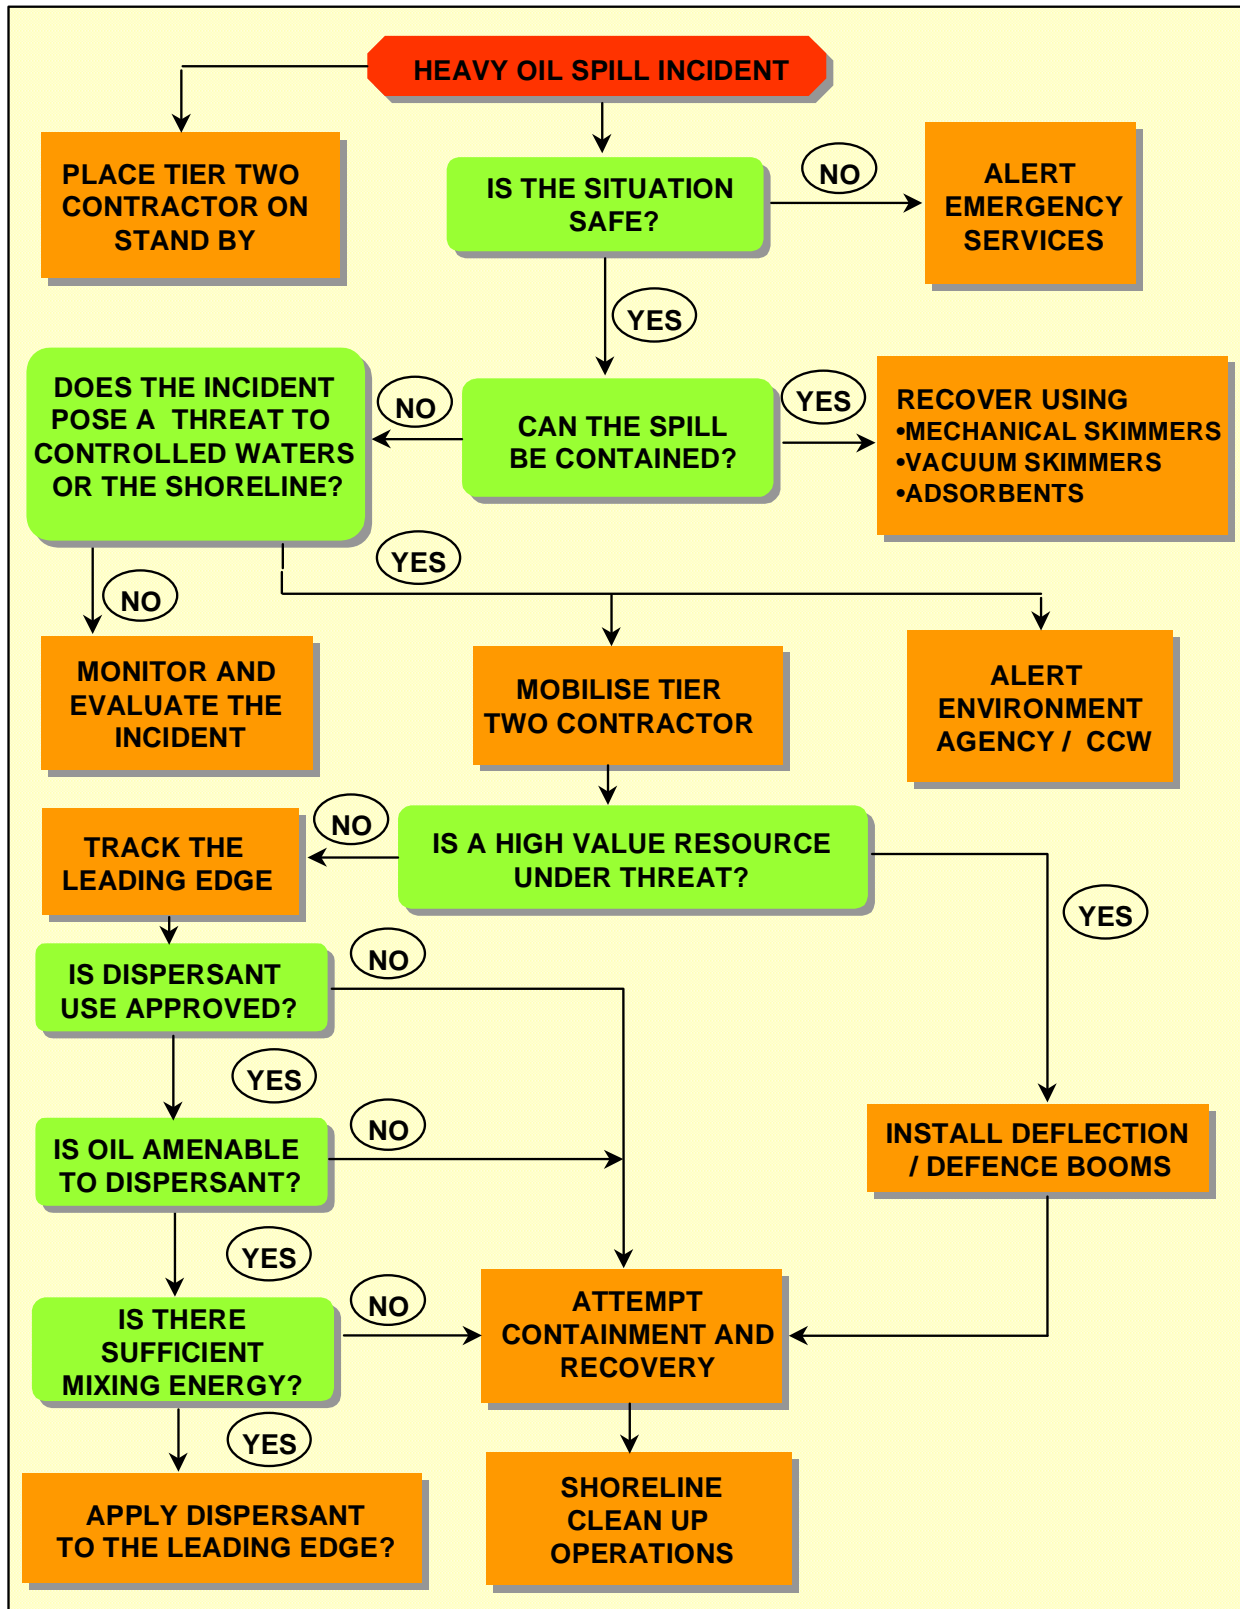 HEAVY OIL SPILL INCIDENT
PLACE TIER TWO
CONTRACTOR ON
STAND BY
IS THE SITUATION
SAFE?
NO
ALERT
EMERGENCY
SERVICES
YES
DOES THE INCIDENT
POSE A THREAT TO
CONTROLLED WATERS
OR THE SHORELINE?
NO
CAN THE SPILL
BE CONTAINED?
YES
RECOVER USING
•MECHANICAL SKIMMERS
•VACUUM SKIMMERS
•ADSORBENTS
YES
NO
MONITOR AND
EVALUATE THE
INCIDENT
MOBILISE TIER
TWO CONTRACTOR
ALERT
ENVIRONMENT
AGENCY / CCW
TRACK THE
LEADING EDGE
NO
IS A HIGH VALUE RESOURCE
UNDER THREAT?
YES
IS DISPERSANT
USE APPROVED?
NO
YES
IS OIL AMENABLE
TO DISPERSANT?
NO
INSTALL DEFLECTION
/ DEFENCE BOOMS
YES
IS THERE
SUFFICIENT
MIXING ENERGY?
NO
ATTEMPT
CONTAINMENT AND
RECOVERY
YES
APPLY DISPERSANT
TO THE LEADING EDGE?
SHORELINE
CLEAN UP
OPERATIONS